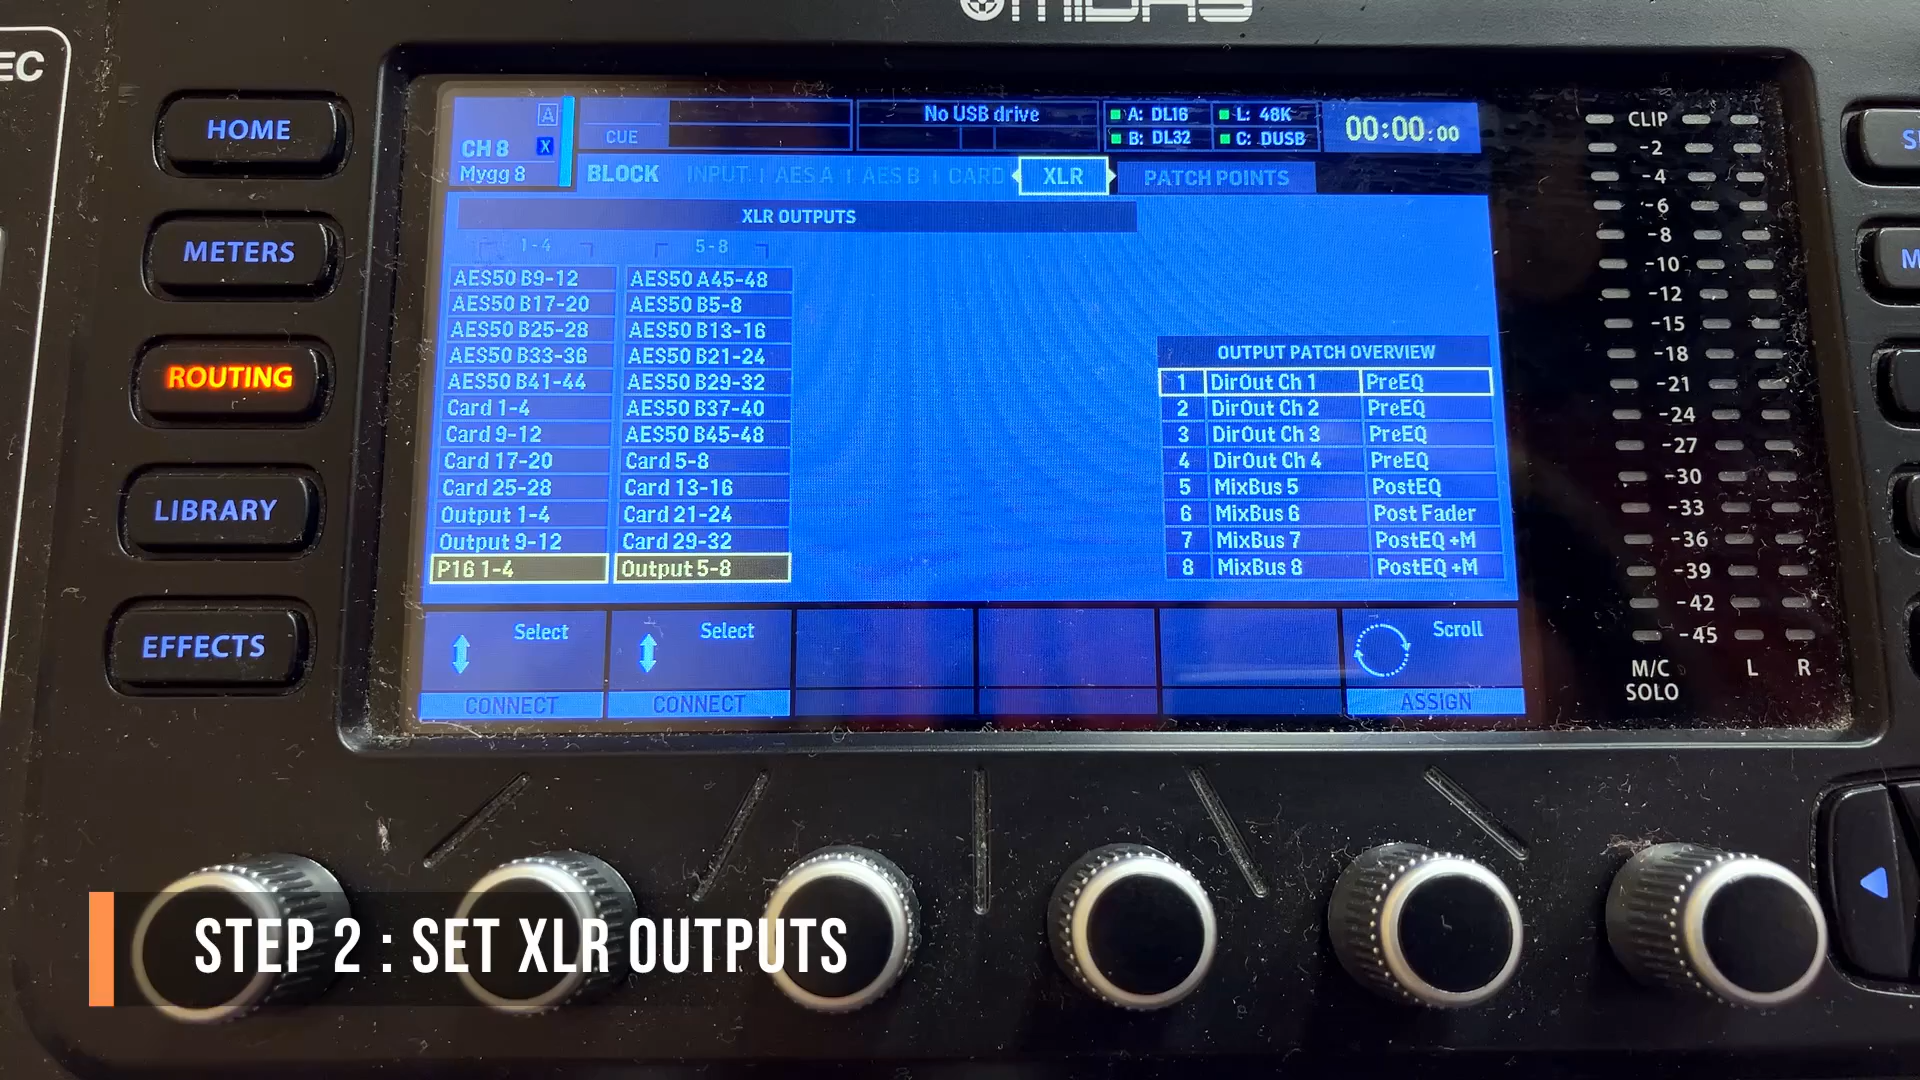 MIDAS
EC
HOME
METERS
ROUTING
LIBRARY
EFFECTS
A
CH 8 X
Mygg 8
CUE
No USB drive
A: DL16 L: 48K
B: DL32 C: DUSB
00:00:00
BLOCK INPUT | AES A | AES B | CARD XLR PATCH POINTS
XLR OUTPUTS
1-4 5-8
AES50 B9-12 AES50 A45-48
AES50 B17-20 AES50 B5-8
AES50 B25-28 AES50 B13-16
AES50 B33-36 AES50 B21-24
AES50 B41-44 AES50 B29-32
Card 1-4 AES50 B37-40
Card 9-12 AES50 B45-48
Card 17-20 Card 5-8
Card 25-28 Card 13-16
Output 1-4 Card 21-24
Output 9-12 Card 29-32
P16 1-4 Output 5-8
OUTPUT PATCH OVERVIEW
1 DirOut Ch 1 PreEQ
2 DirOut Ch 2 PreEQ
3 DirOut Ch 3 PreEQ
4 DirOut Ch 4 PreEQ
5 MixBus 5 PostEQ
6 MixBus 6 Post Fader
7 MixBus 7 PostEQ +M
8 MixBus 8 PostEQ +M
Select Select Scroll
CONNECT CONNECT ASSIGN
CLIP
-2
-4
-6
-8
-10
-12
-15
-18
-21
-24
-27
-30
-33
-36
-39
-42
-45
M/C L R
SOLO
STEP 2 : SET XLR OUTPUTS